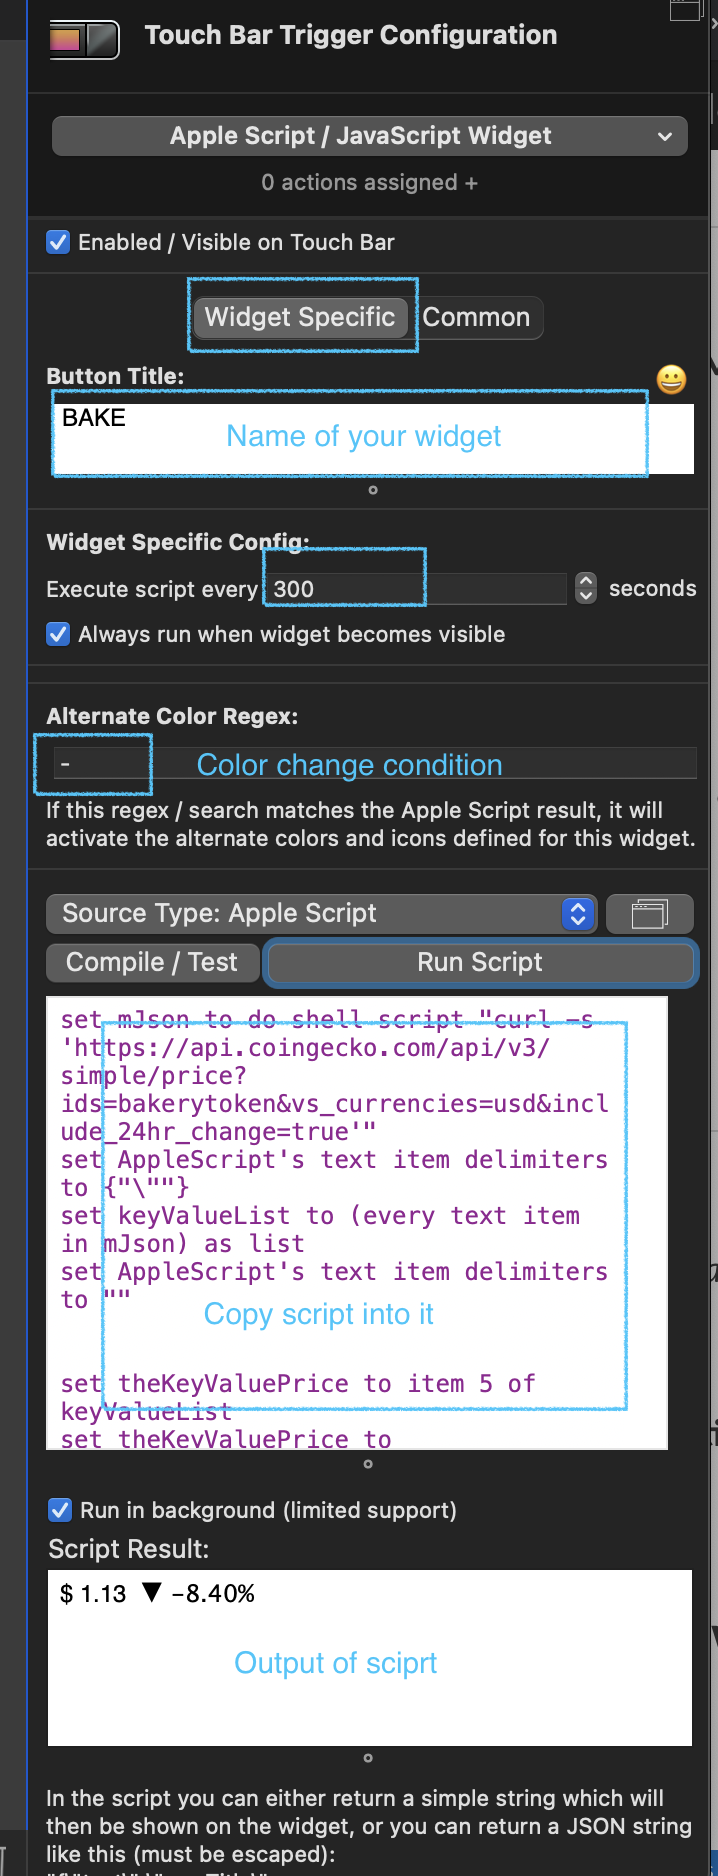 Touch Bar Trigger Configuration
Apple Script / JavaScript Widget
0 actions assigned +
Enabled / Visible on Touch Bar
Widget Specific Common
Button Title:
BAKE
Name of your widget
Widget Specific Config:
Execute script every 300 seconds
Always run when widget becomes visible
Alternate Color Regex:
- Color change condition
If this regex / search matches the Apple Script result, it will
activate the alternate colors and icons defined for this widget.
Source Type: Apple Script
Compile / Test Run Script
set mJson to do shell script "curl -s
'https://api.coingecko.com/api/v3/
simple/price?
ids=bakerytoken&vs_currencies=usd&incl
ude_24hr_change=true'"
set AppleScript's text item delimiters
to {"\""}
set keyValueList to (every text item
in mJson) as list
set AppleScript's text item delimiters
to ""
Copy script into it
set theKeyValuePrice to item 5 of
keyValueList
set theKeyValuePrice to
Run in background (limited support)
Script Result:
$ 1.13 ▼ -8.40%
Output of sciprt
In the script you can either return a simple string which will
then be shown on the widget, or you can return a JSON string
like this (must be escaped):